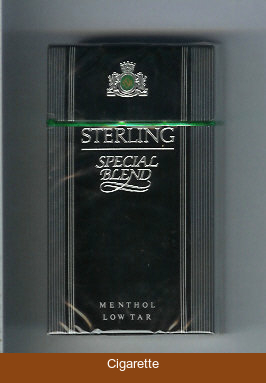 STERLING
SPECIAL
BLEND
MENTHOL
LOW TAR
Cigarette